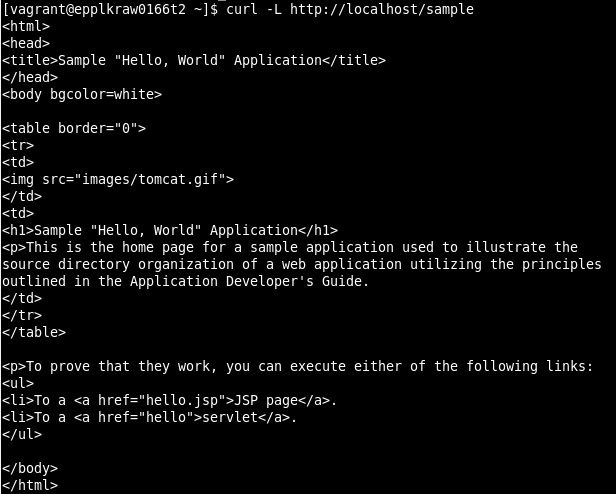 [vagrant@epplkraw0166t2 ~]$ curl -L http://localhost/sample
<html>
<head>
<title>Sample "Hello, World" Application</title>
</head>
<body bgcolor=white>
<table border="0">
<tr>
<td>
<img src="images/tomcat.gif">
</td>
<td>
<h1>Sample "Hello, World" Application</h1>
<p>This is the home page for a sample application used to illustrate the
source directory organization of a web application utilizing the principles
outlined in the Application Developer's Guide.
</td>
</tr>
</table>
<p>To prove that they work, you can execute either of the following links:
<ul>
<li>To a <a href="hello.jsp">JSP page</a>.
<li>To a <a href="hello">servlet</a>.
</ul>
</body>
</html>